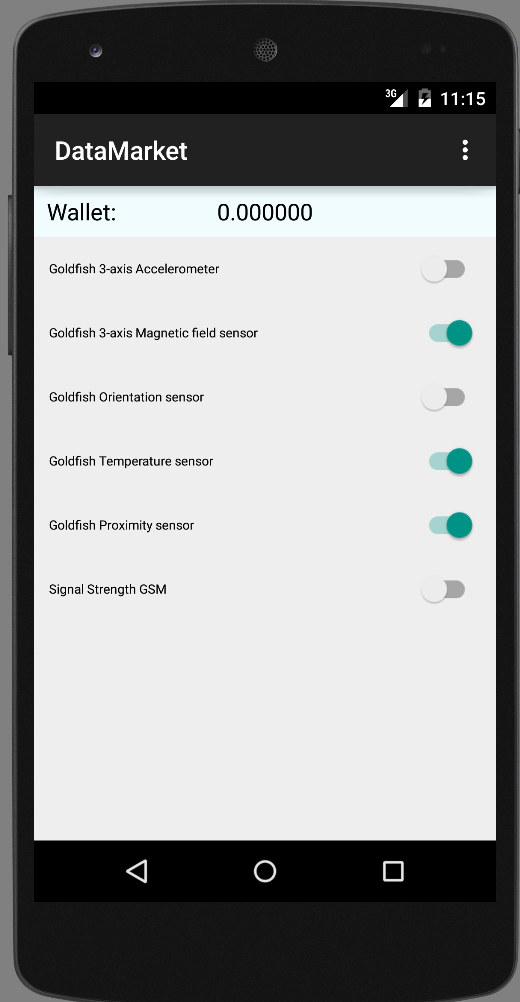 3G 11:15
DataMarket
Wallet: 0.000000
Goldfish 3-axis Accelerometer
Goldfish 3-axis Magnetic field sensor
Goldfish Orientation sensor
Goldfish Temperature sensor
Goldfish Proximity sensor
Signal Strength GSM